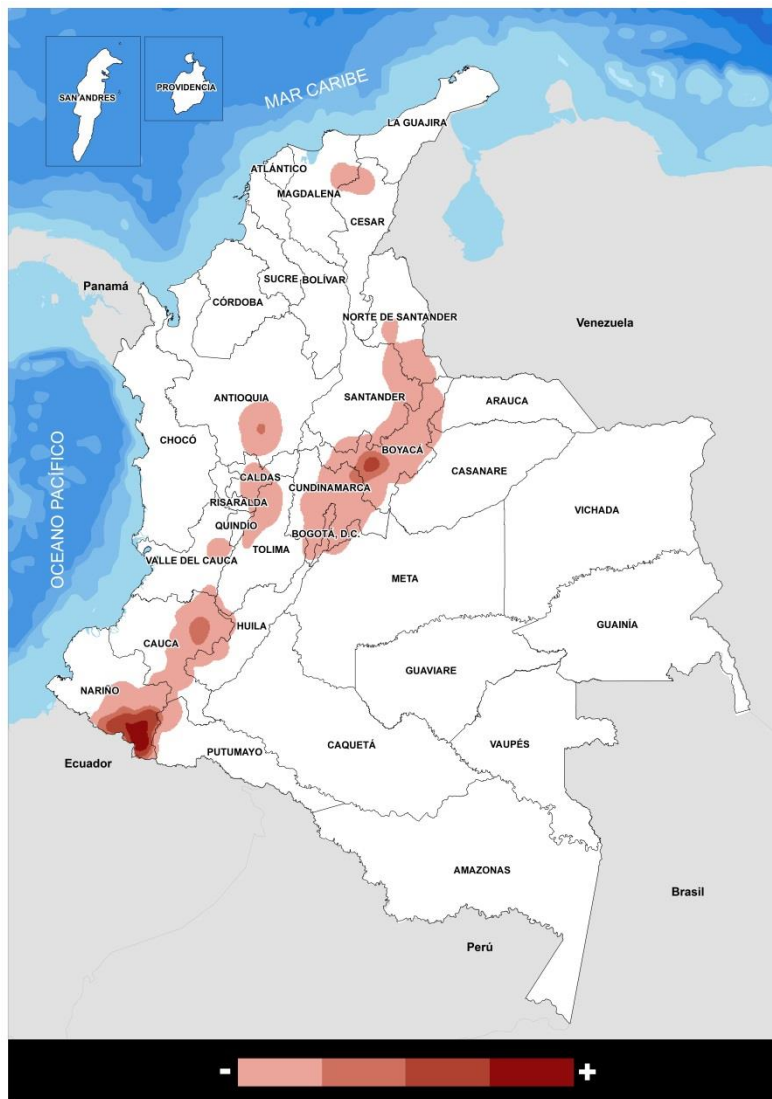 SAN ANDRES
PROVIDENCIA
MAR CARIBE
LA GUAJIRA
ATLÁNTICO
MAGDALENA
CESAR
SUCRE
BOLÍVAR
Panamá
CÓRDOBA
NORTE DE SANTANDER
Venezuela
ANTIOQUIA
SANTANDER
ARAUCA
CHOCÓ
BOYACÁ
CASANARE
CALDAS
CUNDINAMARCA
RISARALDA
VICHADA
OCEANO PACÍFICO
QUINDÍO
BOGOTÁ, D.C.
TOLIMA
VALLE DEL CAUCA
META
HUILA
GUAINÍA
CAUCA
GUAVIARE
NARIÑO
CAQUETÁ
VAUPÉS
PUTUMAYO
Ecuador
AMAZONAS
Brasil
Perú
- +